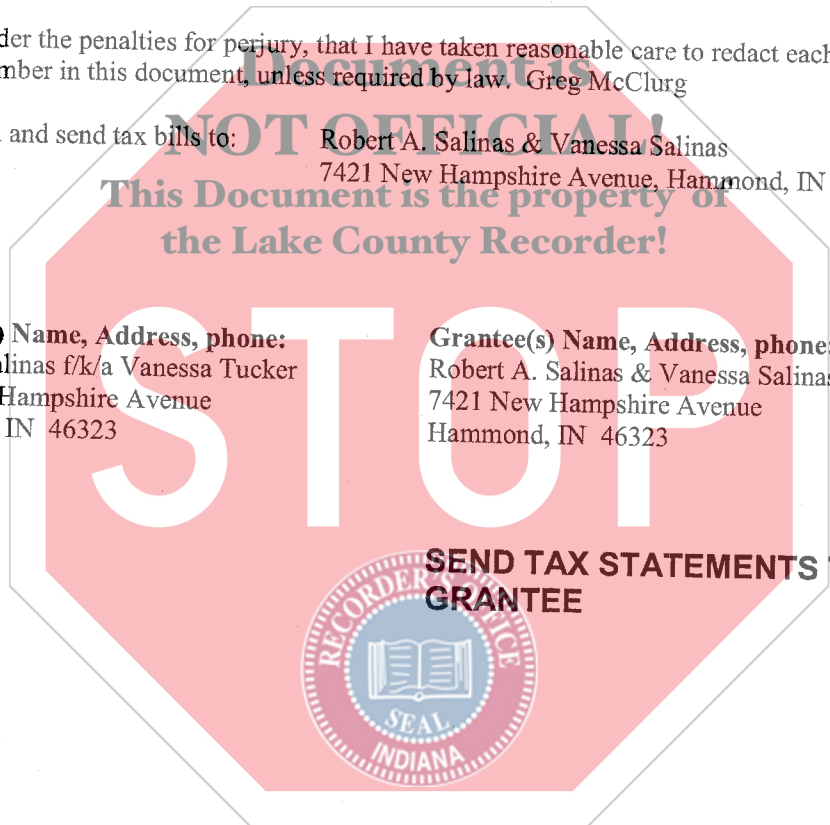 der the penalties for perjury, that I have taken reasonable care to redact each
mber in this document, unless required by law. Greg McClurg
Document is
and send tax bills to: Robert A. Salinas & Vanessa Salinas
NOT OFFICIAL!
7421 New Hampshire Avenue, Hammond, IN
This Document is the property of
the Lake County Recorder!
STOP
) Name, Address, phone: Grantee(s) Name, Address, phone:
alinas f/k/a Vanessa Tucker Robert A. Salinas & Vanessa Salinas
Hampshire Avenue 7421 New Hampshire Avenue
IN 46323 Hammond, IN 46323
SEND TAX STATEMENTS
GRANTEE
RECORDER'S OFFICE
SEAL
INDIANA